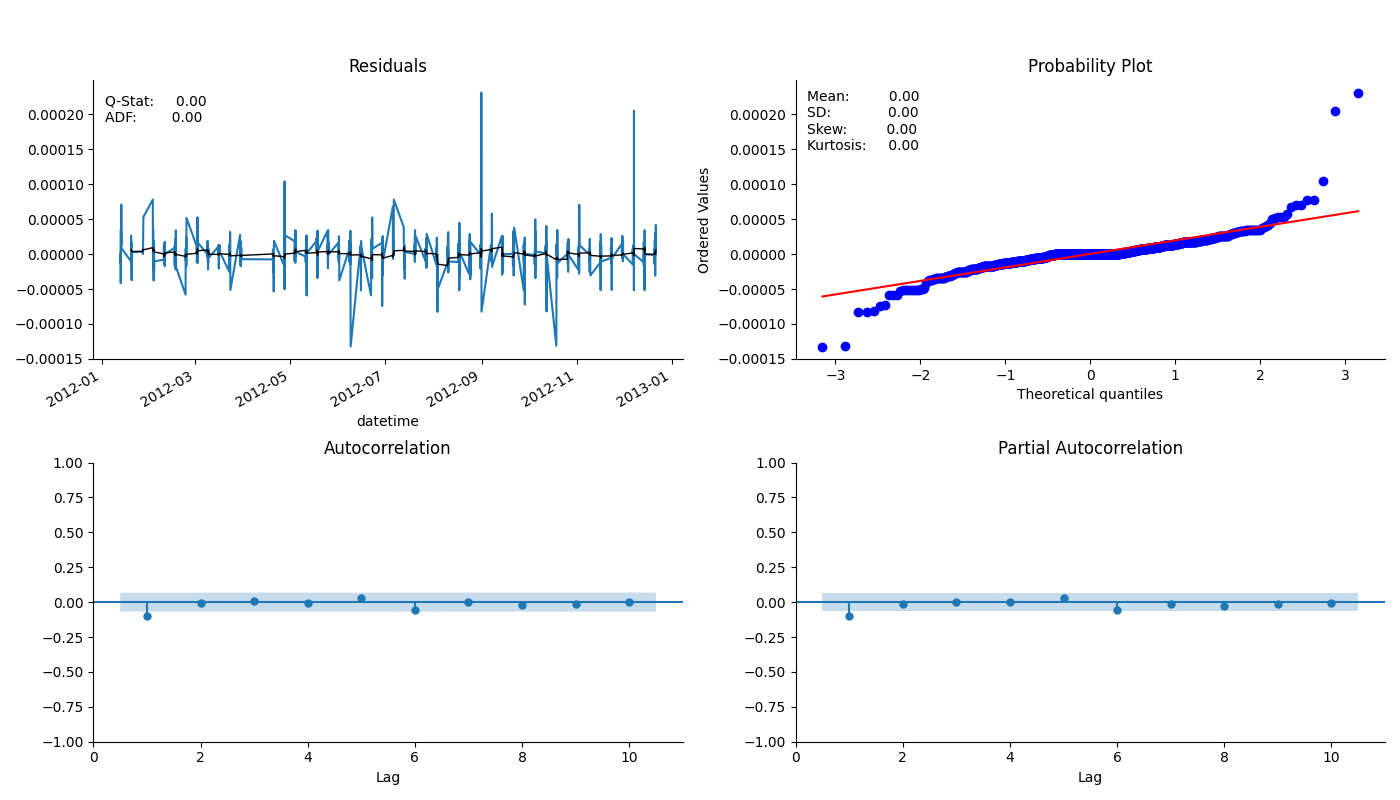 Residuals
Q-Stat: 0.00
ADF: 0.00
0.00020
0.00015
0.00010
0.00005
0.00000
−0.00005
−0.00010
−0.00015
2012-01 2012-03 2012-05 2012-07 2012-09 2012-11 2013-01
datetime
Probability Plot
Mean: 0.00
SD: 0.00
Skew: 0.00
Kurtosis: 0.00
Ordered Values
0.00020
0.00015
0.00010
0.00005
0.00000
−0.00005
−0.00010
−0.00015
−3 −2 −1 0 1 2 3
Theoretical quantiles
Autocorrelation
1.00
0.75
0.50
0.25
0.00
−0.25
−0.50
−0.75
−1.00
0 2 4 6 8 10
Lag
Partial Autocorrelation
1.00
0.75
0.50
0.25
0.00
−0.25
−0.50
−0.75
−1.00
0 2 4 6 8 10
Lag